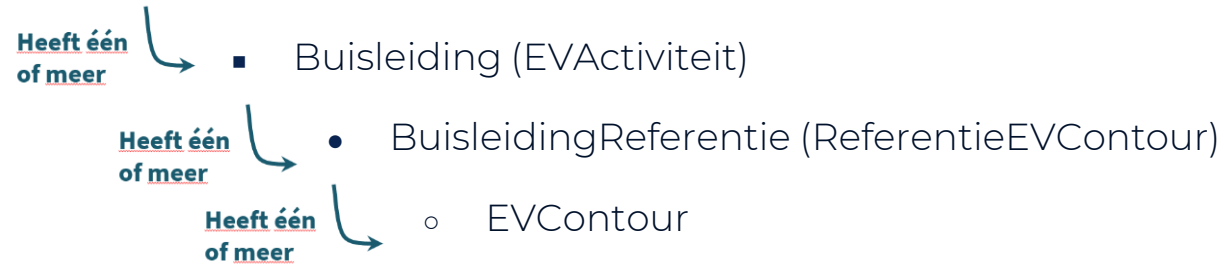 Heeft één
of meer
Buisleiding (EVActiviteit)
Heeft één
of meer
BuisleidingReferentie (ReferentieEVContour)
Heeft één
of meer
EVContour